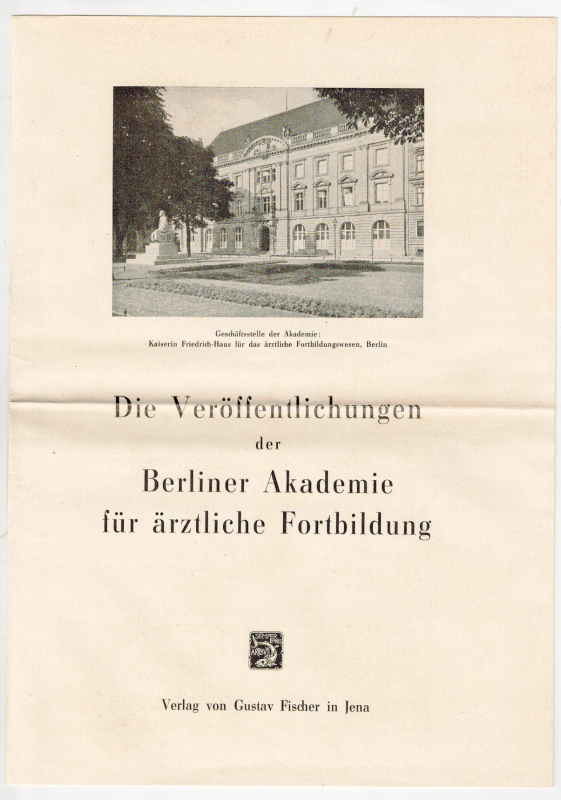 Geschäftsstelle der Akademie:
Kaiserin Friedrich-Haus für das ärztliche Fortbildungswesen, Berlin
Die Veröffentlichungen
der
Berliner Akademie
für ärztliche Fortbildung
SEMPER
Verlag von Gustav Fischer in Jena